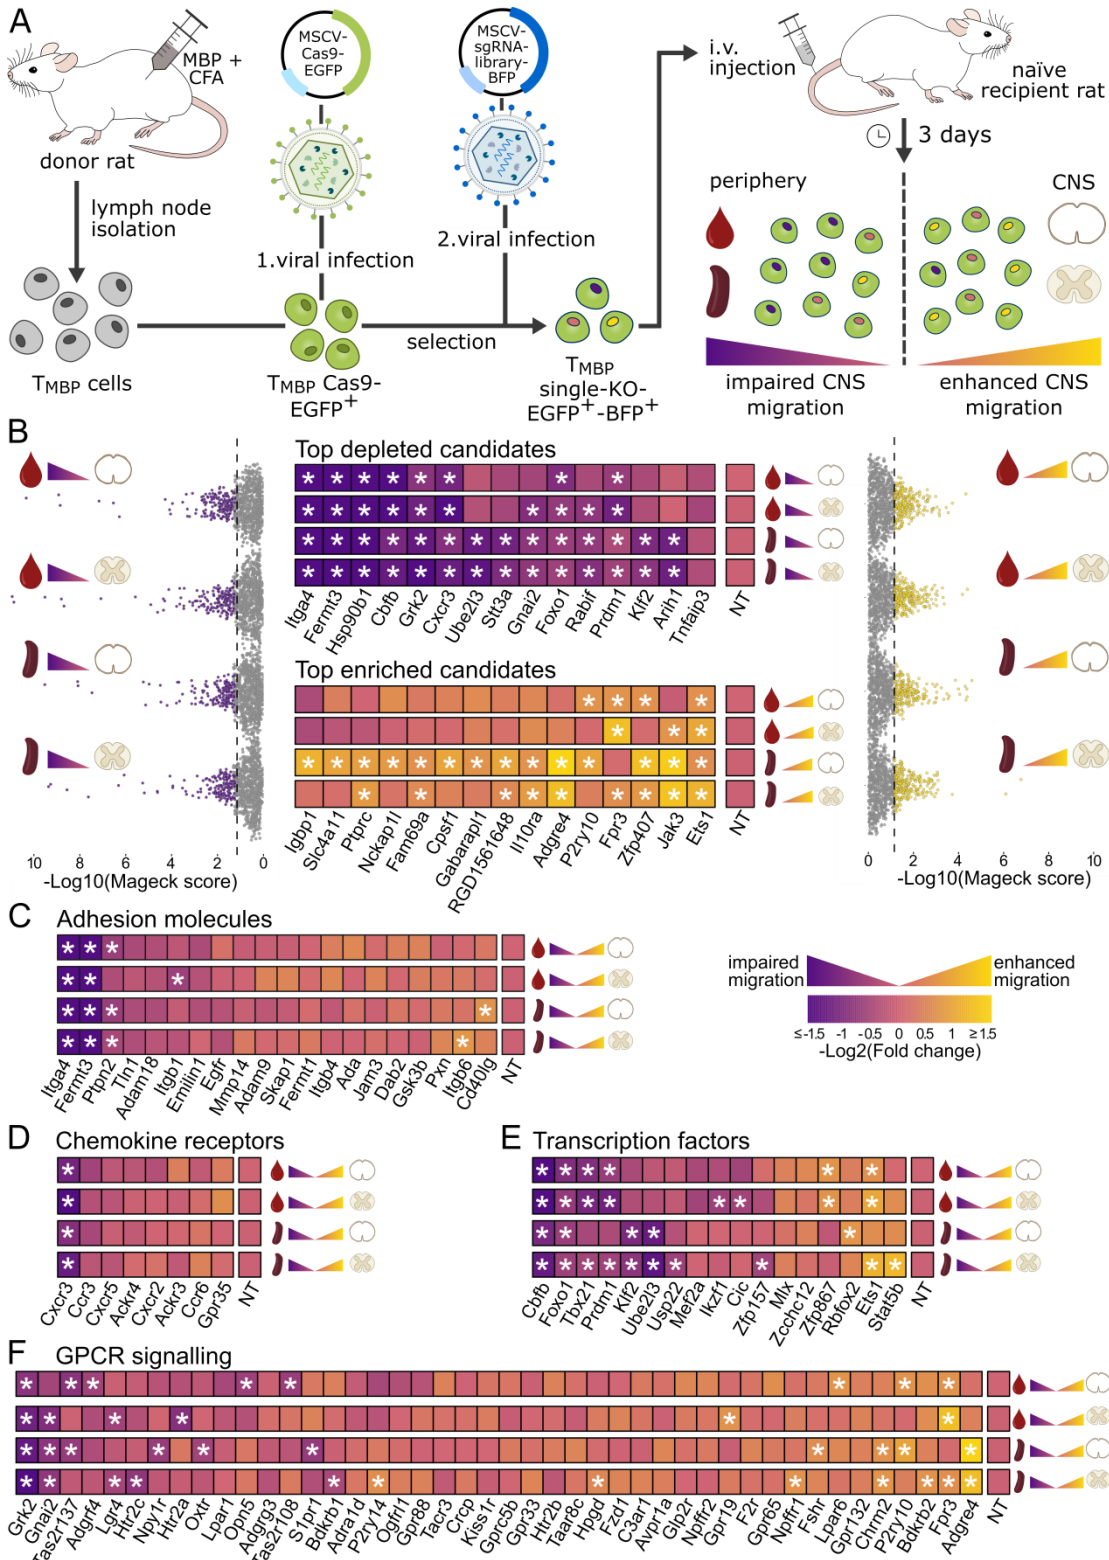 A
MBP +
CFA
donor rat
lymph node
isolation
TMBP cells
MSCV-
Cas9-
EGFP
1.viral infection
TMBP Cas9-
EGFP+
MSCV-
sgRNA-
library-
BFP
2.viral infection
selection
TMBP
single-KO-
EGFP+-BFP+
i.v.
injection
naïve
recipient rat
3 days
periphery
CNS
impaired CNS
migration
enhanced CNS
migration
B
Top depleted candidates
Itga4
Fermt3
Hsp90b1
Cbfb
Grk2
Cxcr3
Ube2l3
Stt3a
Gnai2
Foxo1
Rabif
Prdm1
Klf2
Arih1
Tnfaip3
NT
Top enriched candidates
Igbp1
Slc4a11
Ptprc
Nckap1l
Fam69a
Cpsf1
Gabarapl1
RGD1561648
Il10ra
Adgre4
P2ry10
Fpr3
Zfp407
Jak3
Ets1
NT
10 8 6 4 2 0
-Log10(Mageck score)
0 2 4 6 8 10
-Log10(Mageck score)
C
Adhesion molecules
Itga4
Fermt3
Ptpn2
Tln1
Adam18
Itgb1
Emilin1
Egfr
Mmp14
Adam9
Skap1
Fermt1
Itgb4
Ada
Jam3
Dab2
Gsk3b
Pxn
Itgb6
Cd40lg
NT
impaired
migration
enhanced
migration
≤-1.5 -1 -0.5 0 0.5 1 ≥1.5
-Log2(Fold change)
D
Chemokine receptors
Cxcr3
Ccr3
Cxcr5
Ackr4
Cxcr2
Ackr3
Ccr6
Gpr35
NT
E
Transcription factors
Cbfb
Foxo1
Tbx21
Prdm1
Klf2
Ube2l3
Usp22
Mef2a
Ikzf1
Cic
Zfp157
Mlx
Zcchc12
Zfp867
Rbfox2
Ets1
Stat5b
NT
F
GPCR signalling
Grk2
Gnai2
Tas2r137
Adgrf4
Lgr4
Htr2c
Npy1r
Htr2a
Oxtr
Lpar1
Opn5
Adgrg3
Tas2r108
S1pr1
Bdkrb1
Adra1d
P2ry14
Ogfrl1
Gpr88
Tacr3
Crcp
Kiss1r
Gprc5b
Gpr33
Htr2b
Taar8c
Hpgd
Fzd1
C3ar1
Avpr1a
Glp2r
Npffr2
Gpr19
F2r
Gpr65
Npffr1
Fshr
Lpar6
Gpr132
Chrm2
P2ry10
Bdkrb2
Fpr3
Adgre4
NT